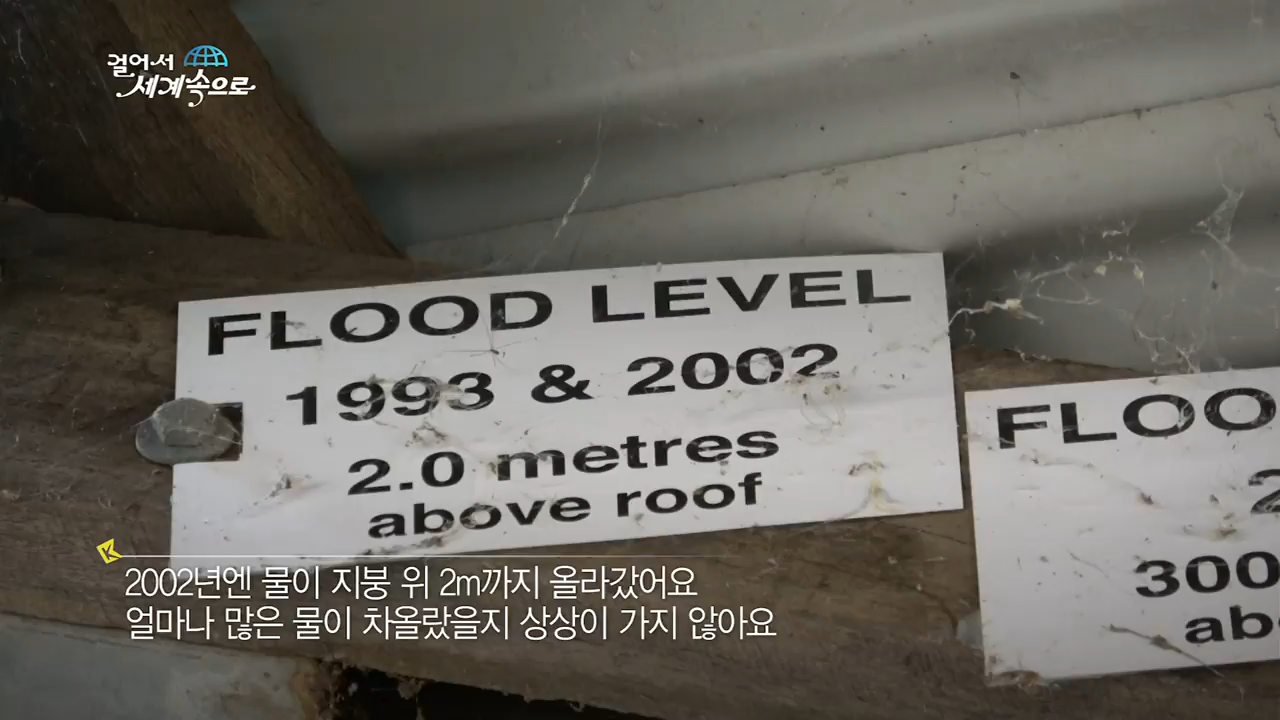 걸어서
세계속으로
FLOOD LEVEL
1993 & 2002
2.0 metres
above roof
300
2002년엔 물이 지붕 위 2m까지 올라갔어요
얼마나 많은 물이 차올랐을지 상상이 가지 않아요